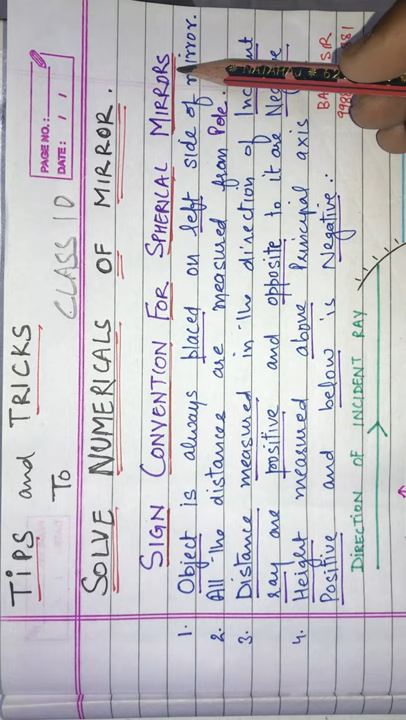 TIPS and TRICKS
PAGE NO.:
DATE: / /
To
CLASS 10
SOLVE NUMERICALS OF MIRROR.
SIGN CONVENTION FOR SPHERICAL MIRRORS
1. Object is always placed on left side of mirror.
2. All the distances are measured from Pole.
3. Distance measured in the direction of Incident
ray are positive and opposite to it are Negative
4. Height measured above Principal axis
Positive and below is Negative.
SIR
DIRECTION OF INCIDENT RAY